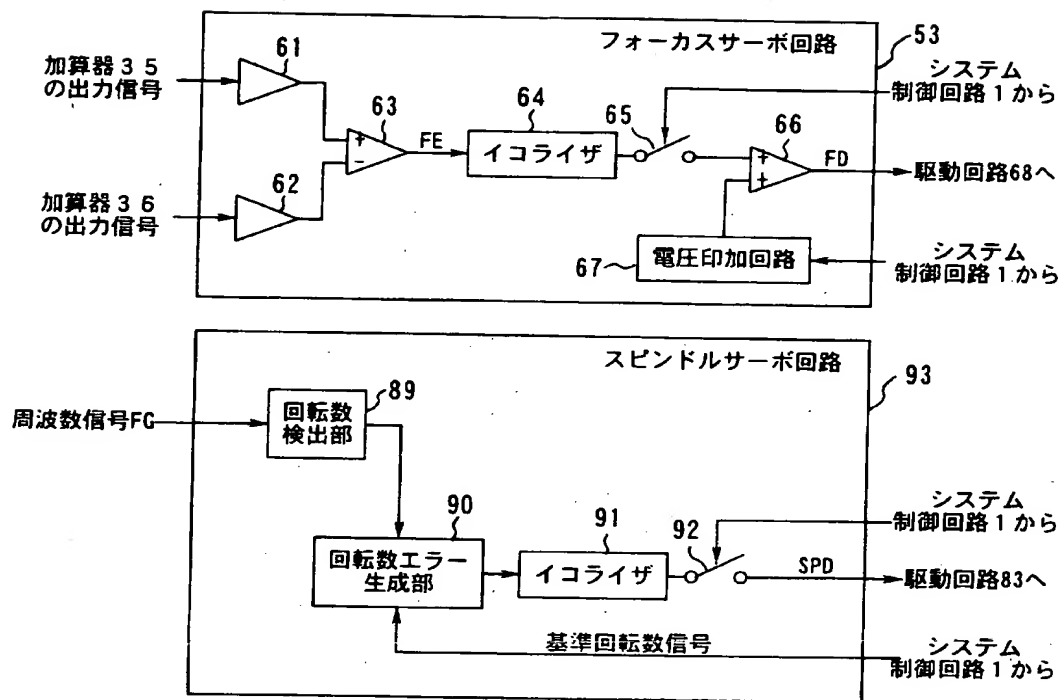 フォーカスサーボ回路
53
加算器３５
の出力信号
61
63
FE
64
イコライザ
65
システム
制御回路１から
66
FD
駆動回路68へ
加算器３６
の出力信号
62
67
電圧印加回路
システム
制御回路１から
スピンドルサーボ回路
93
周波数信号FG
89
回転数
検出部
90
回転数エラー
生成部
91
イコライザ
92
システム
制御回路１から
SPD
駆動回路83へ
基準回転数信号
システム
制御回路１から